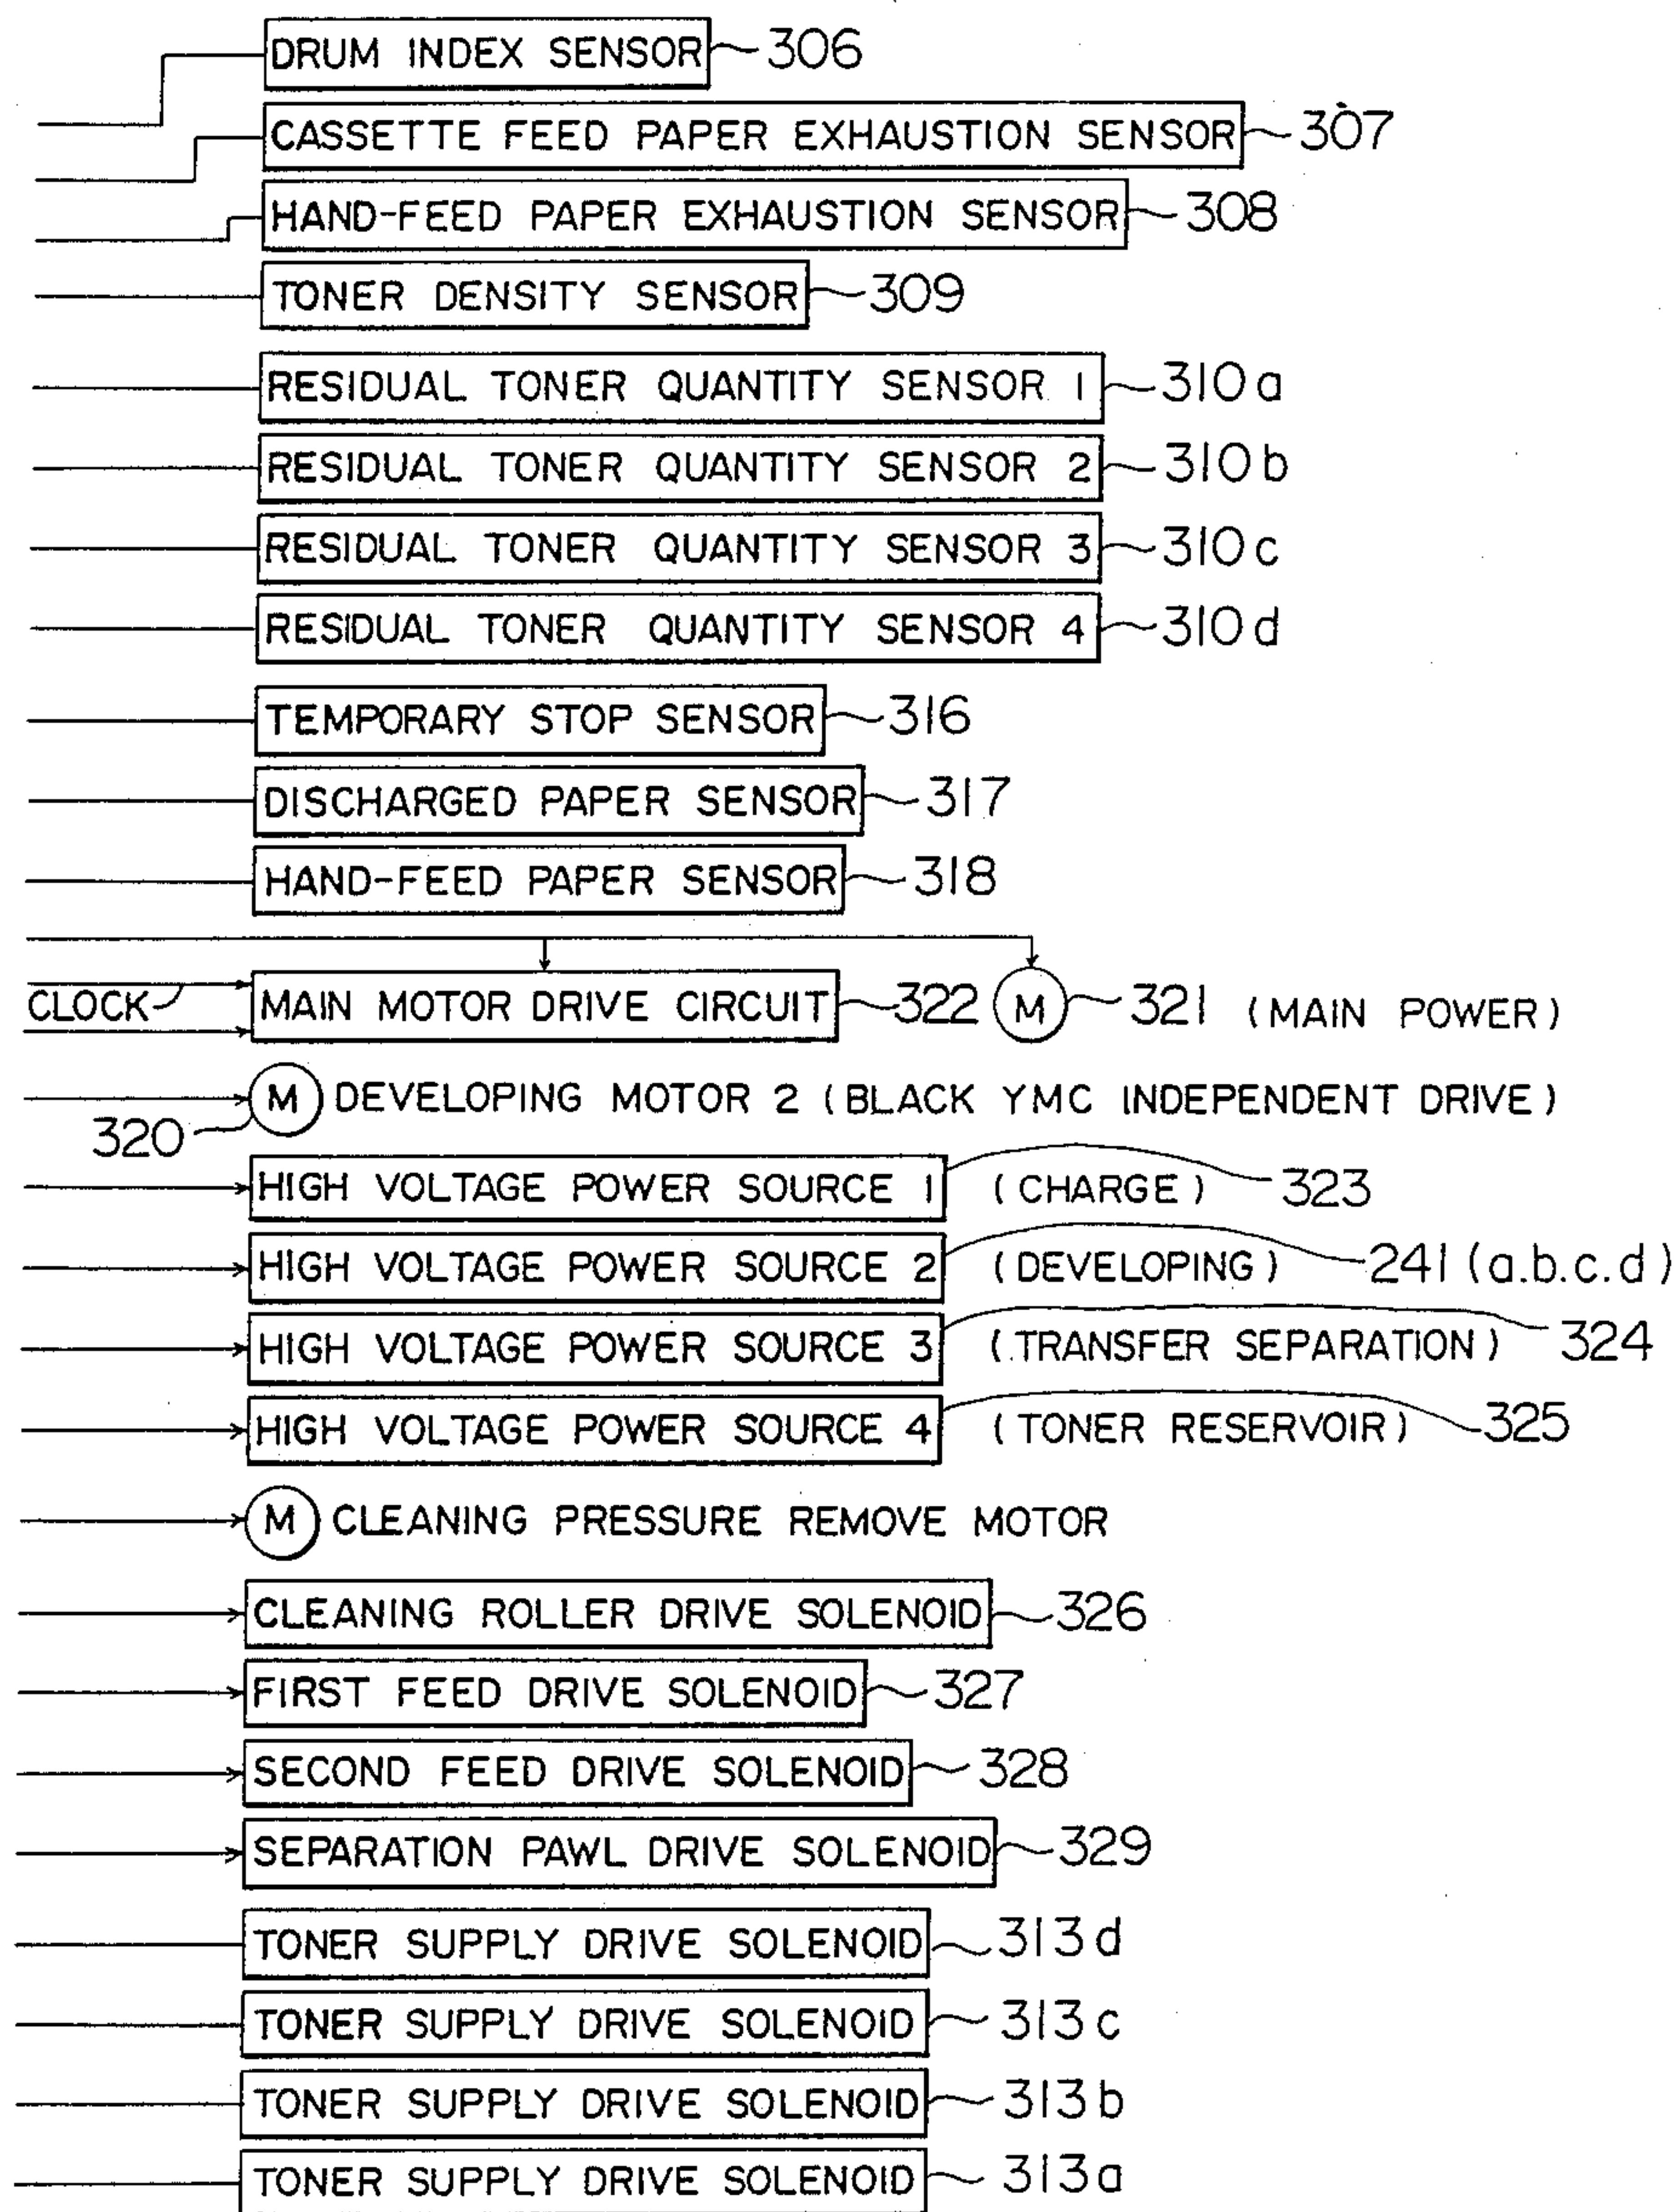 DRUM INDEX SENSOR 306
CASSETTE FEED PAPER EXHAUSTION SENSOR 307
HAND-FEED PAPER EXHAUSTION SENSOR 308
TONER DENSITY SENSOR 309
RESIDUAL TONER QUANTITY SENSOR 1 310a
RESIDUAL TONER QUANTITY SENSOR 2 310b
RESIDUAL TONER QUANTITY SENSOR 3 310c
RESIDUAL TONER QUANTITY SENSOR 4 310d
TEMPORARY STOP SENSOR 316
DISCHARGED PAPER SENSOR 317
HAND-FEED PAPER SENSOR 318
CLOCK MAIN MOTOR DRIVE CIRCUIT 322 M 321 (MAIN POWER)
M DEVELOPING MOTOR 2 (BLACK YMC INDEPENDENT DRIVE)
320
HIGH VOLTAGE POWER SOURCE 1 (CHARGE) 323
HIGH VOLTAGE POWER SOURCE 2 (DEVELOPING) 241 (a.b.c.d)
HIGH VOLTAGE POWER SOURCE 3 (TRANSFER SEPARATION) 324
HIGH VOLTAGE POWER SOURCE 4 (TONER RESERVOIR) 325
M CLEANING PRESSURE REMOVE MOTOR
CLEANING ROLLER DRIVE SOLENOID 326
FIRST FEED DRIVE SOLENOID 327
SECOND FEED DRIVE SOLENOID 328
SEPARATION PAWL DRIVE SOLENOID 329
TONER SUPPLY DRIVE SOLENOID 313d
TONER SUPPLY DRIVE SOLENOID 313c
TONER SUPPLY DRIVE SOLENOID 313b
TONER SUPPLY DRIVE SOLENOID 313a